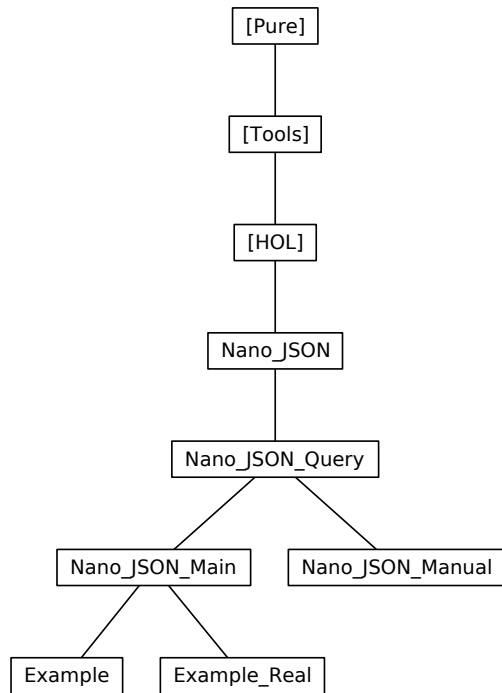 [Pure]
[Tools]
[HOL]
Nano_JSON
Nano_JSON_Query
Nano_JSON_Main
Nano_JSON_Manual
Example
Example_Real